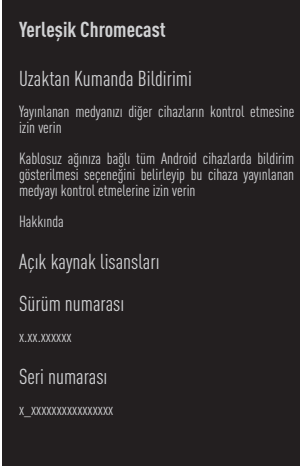 Yerleşik Chromecast
Uzaktan Kumanda Bildirimi
Yayınlanan medyanızı diğer cihazların kontrol etmesine
izin verin
Kablosuz ağınıza bağlı tüm Android cihazlarda bildirim
gösterilmesi seçeneğini belirleyip bu cihaza yayınlanan
medyayı kontrol etmelerine izin verin
Hakkında
Açık kaynak lisansları
Sürüm numarası
x.xx.xxxxxx
Seri numarası
x_xxxxxxxxxxxxxxxx